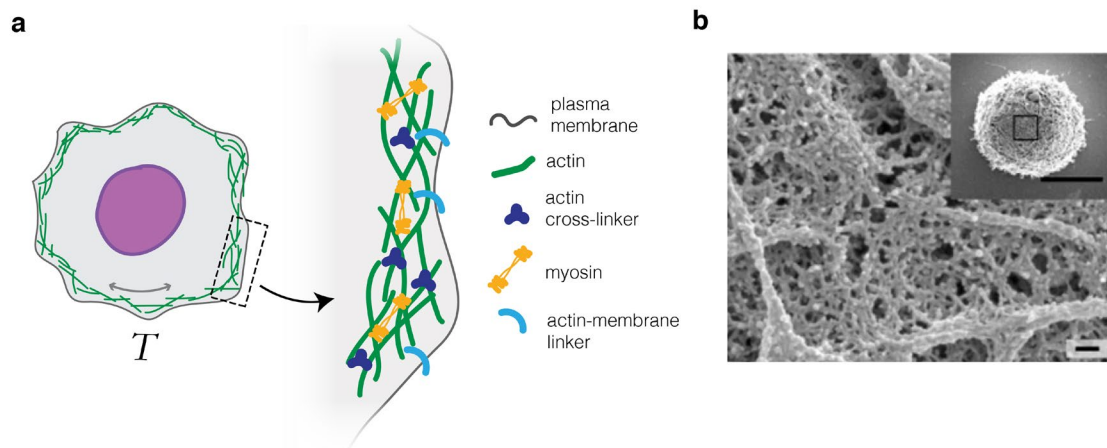 a
T
plasma
membrane
actin
actin
cross-linker
myosin
actin-membrane
linker
b